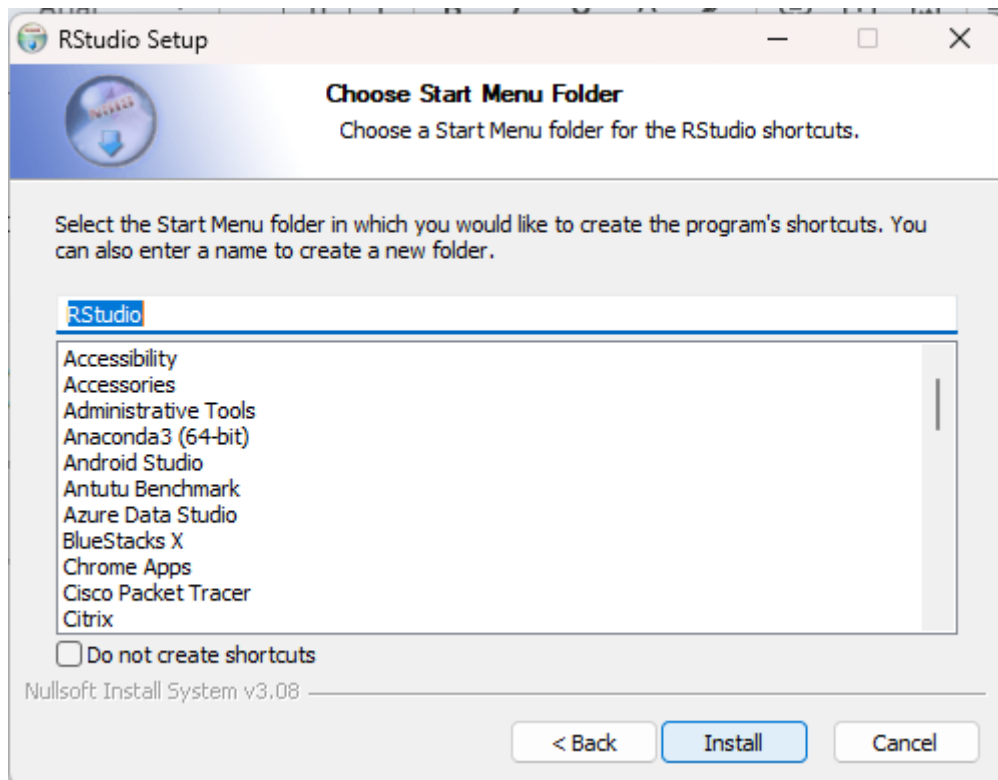 RStudio Setup
Choose Start Menu Folder
Choose a Start Menu folder for the RStudio shortcuts.
Select the Start Menu folder in which you would like to create the program's shortcuts. You
can also enter a name to create a new folder.
RStudio
Accessibility
Accessories
Administrative Tools
Anaconda3 (64-bit)
Android Studio
Antutu Benchmark
Azure Data Studio
BlueStacks X
Chrome Apps
Cisco Packet Tracer
Citrix
Do not create shortcuts
Nullsoft Install System v3.08
< Back
Install
Cancel